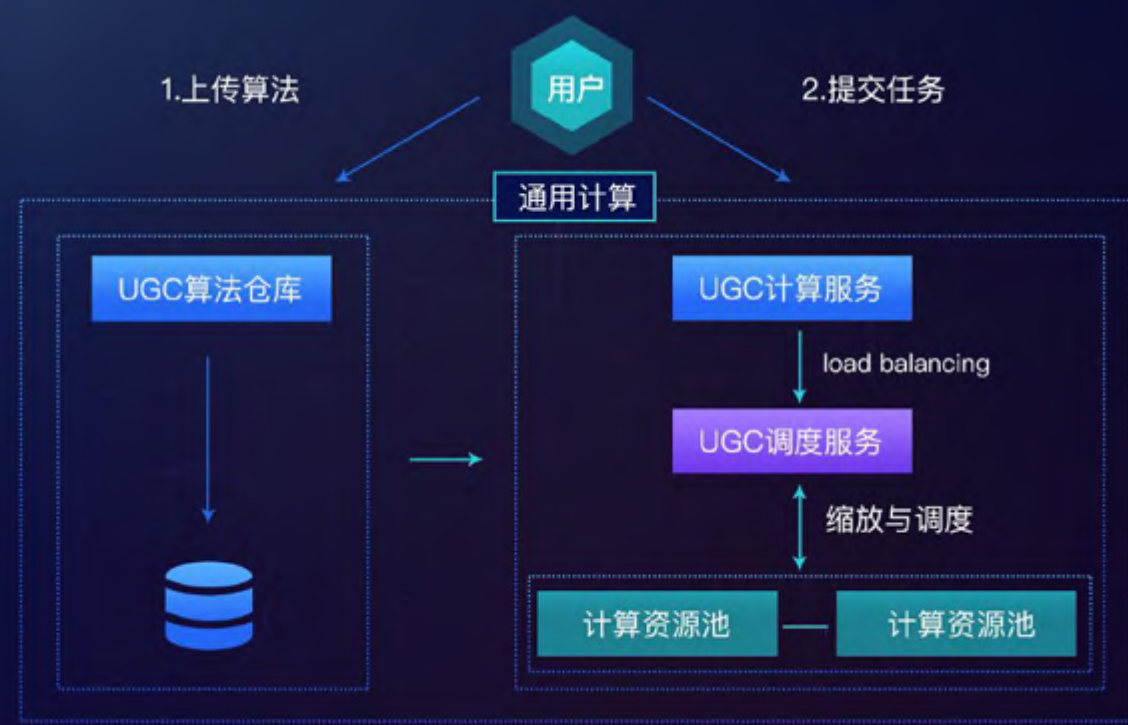 用户
1.上传算法
2.提交任务
通用计算
UGC算法仓库
UGC计算服务
load balancing
UGC调度服务
缩放与调度
计算资源池
计算资源池